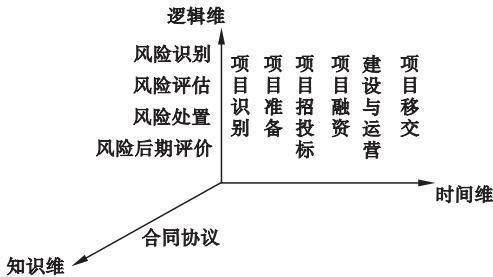 逻辑维
风险识别
风险评估
风险处置
风险后期评价
项目识别
项目准备
项目招投标
项目融资
建设与运营
项目移交
时间维
合同协议
知识维